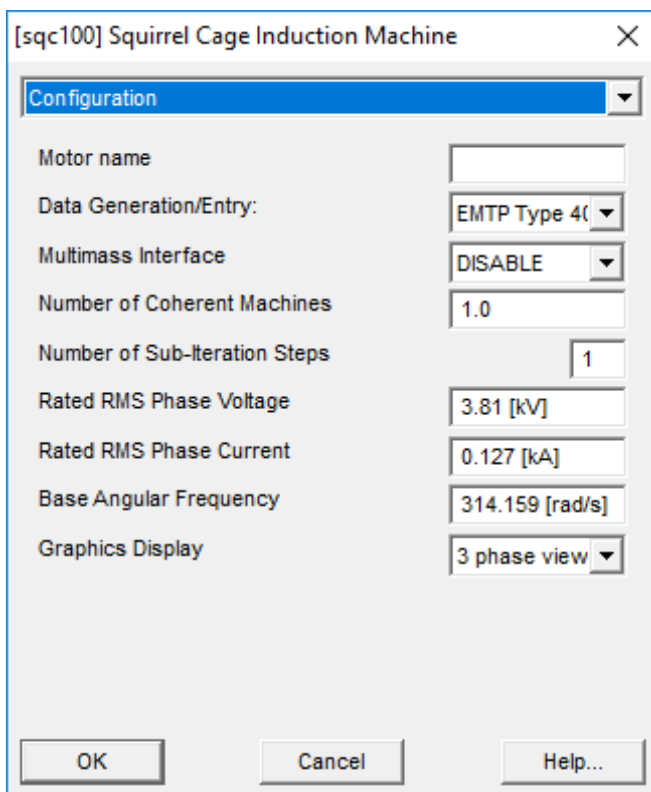 [sqc100] Squirrel Cage Induction Machine
Configuration
Motor name
Data Generation/Entry: EMTP Type 40
Multimass Interface DISABLE
Number of Coherent Machines 1.0
Number of Sub-Iteration Steps 1
Rated RMS Phase Voltage 3.81 [kV]
Rated RMS Phase Current 0.127 [kA]
Base Angular Frequency 314.159 [rad/s]
Graphics Display 3 phase view
OK Cancel Help...